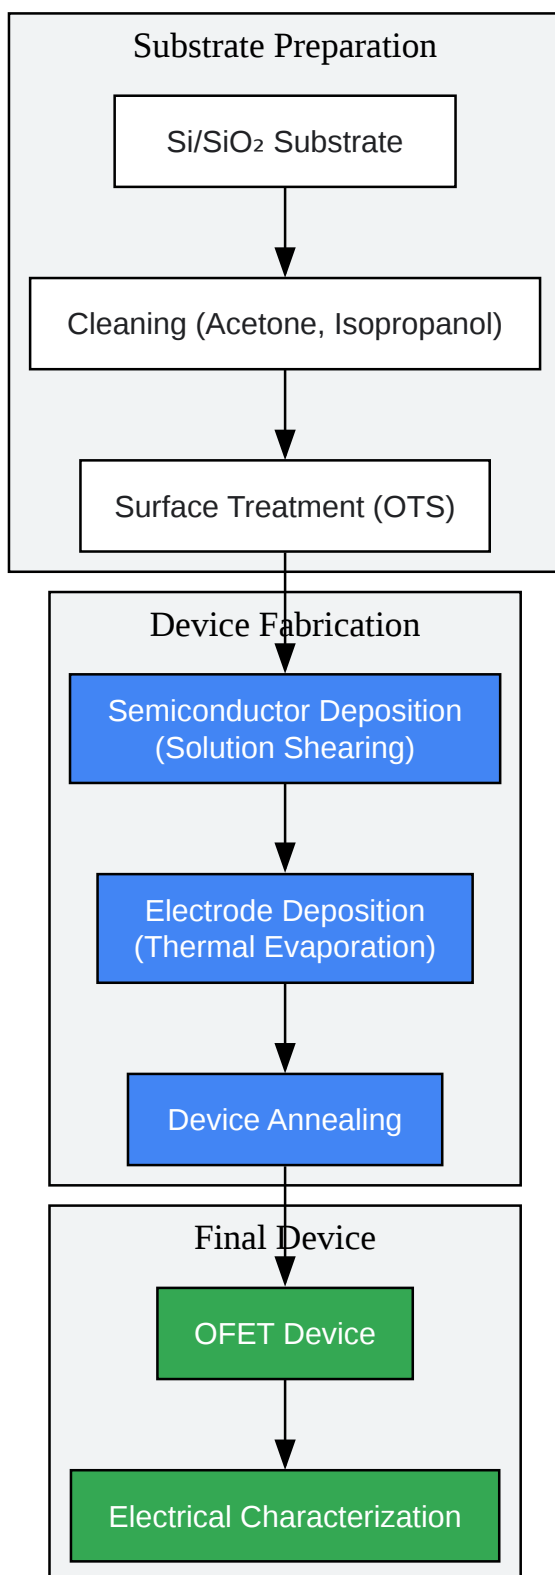 Substrate Preparation
Si/SiO₂ Substrate
Cleaning (Acetone, Isopropanol)
Surface Treatment (OTS)
Device Fabrication
Semiconductor Deposition
(Solution Shearing)
Electrode Deposition
(Thermal Evaporation)
Device Annealing
Final Device
OFET Device
Electrical Characterization